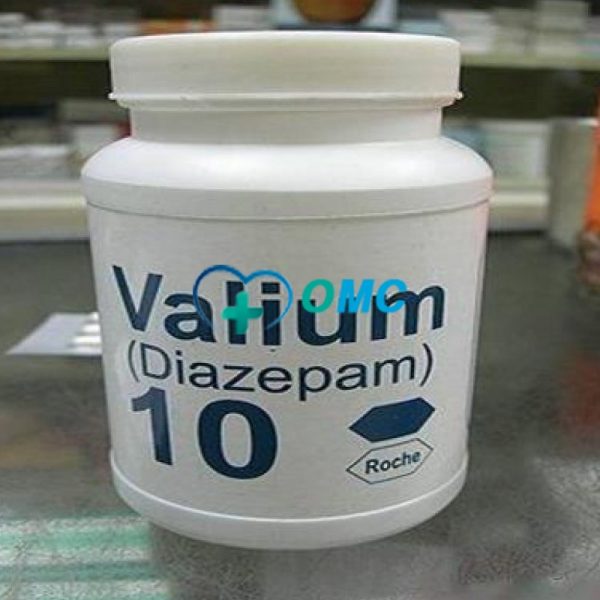 Valium
OMC
(Diazepam)
10
Roche